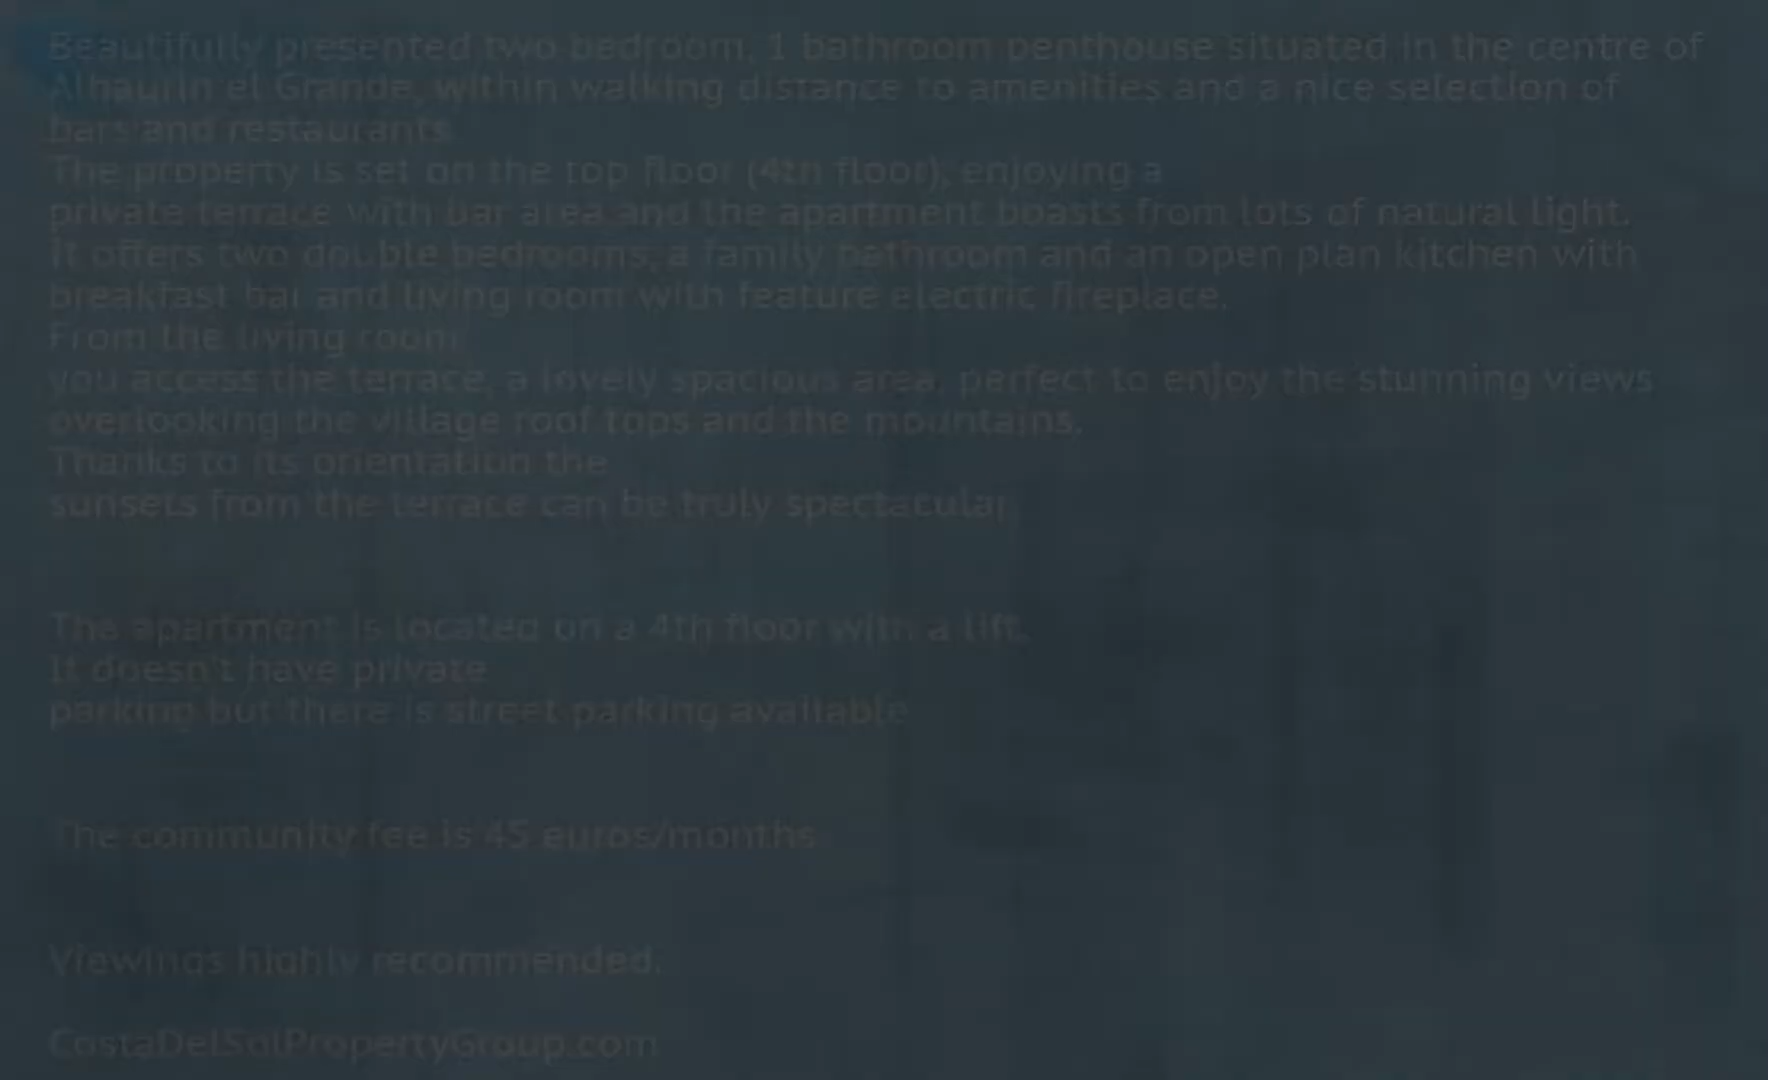 Beautifully presented two bedroom, 1 bathroom penthouse situated in the centre of
Alhaurin el Grande, within walking distance to amenities and a nice selection of
bars and restaurants
The property is set on the top floor (4th floor), enjoying a
private terrace with bar area and the apartment boasts from lots of natural light.
It offers two double bedrooms, a family bathroom and an open plan kitchen with
breakfast bar and living room with feature electric fireplace.
From the living room
you access the terrace, a lovely spacious area, perfect to enjoy the stunning views
overlooking the village roof tops and the mountains.
Thanks to its orientation the
sunsets from the terrace can be truly spectacular
The apartment is located on a 4th floor with a lift.
It doesn't have private
parking but there is street parking available
The community fee is 45 euros/months
Viewings highly recommended.
CostaDelSolPropertyGroup.com